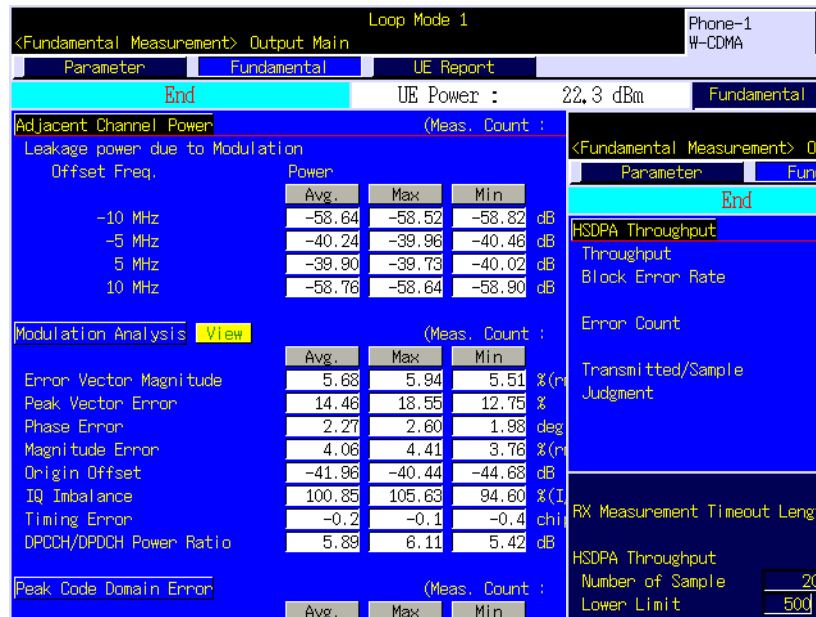 Loop Mode 1
<Fundamental Measurement> Output Main
Phone-1
W-CDMA
Parameter Fundamental UE Report
End UE Power : 22.3 dBm Fundamental
Adjacent Channel Power (Meas. Count :
Leakage power due to Modulation
Offset Freq. Power
Avg. Max Min
-10 MHz -58.64 -58.52 -58.82 dB
-5 MHz -40.24 -39.96 -40.46 dB
5 MHz -39.90 -39.73 -40.02 dB
10 MHz -58.76 -58.64 -58.90 dB
Modulation Analysis View (Meas. Count :
Avg. Max Min
Error Vector Magnitude 5.68 5.94 5.51 %(r
Peak Vector Error 14.46 18.55 12.75 %
Phase Error 2.27 2.60 1.98 deg
Magnitude Error 4.06 4.41 3.76 %(r
Origin Offset -41.96 -40.44 -44.68 dB
IQ Imbalance 100.85 105.63 94.60 %(I
Timing Error -0.2 -0.1 -0.4 chi
DPCCH/DPDCH Power Ratio 5.89 6.11 5.42 dB
Peak Code Domain Error (Meas. Count :
Avg. Max Min
<Fundamental Measurement> O
Parameter Fun
End
HSDPA Throughput
Throughput
Block Error Rate
Error Count
Transmitted/Sample
Judgment
RX Measurement Timeout Leng
HSDPA Throughput
Number of Sample 20
Lower Limit 500